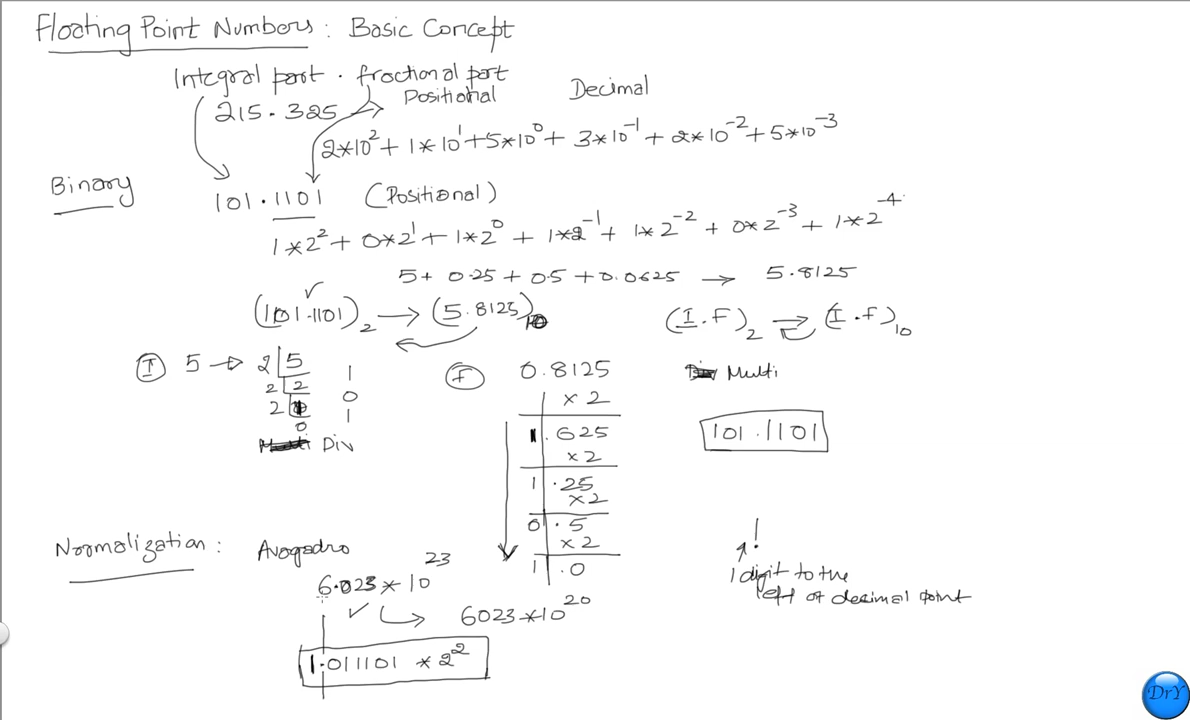 Floating Point Numbers : Basic Concept
Integral part . fractional part
215.325 Positional Decimal
2*10^2 + 1*10^1 + 5*10^0 + 3*10^-1 + 2*10^-2 + 5*10^-3
Binary 101.1101 (Positional)
1*2^2 + 0*2^1 + 1*2^0 + 1*2^-1 + 1*2^-2 + 0*2^-3 + 1*2^-4
5 + 0.25 + 0.5 + 0.0625 → 5.8125
(101.1101)_2 → (5.8125)_10 (I.F)_2 ⇌ (I.F)_10
I 5 → 2 5 1
2 2 0
2 1
0
Div
F 0.8125 Multi
x 2
1 .625
x 2
1 .25
x 2
0 .5
x 2
1 .0
101.1101
Normalization : Avogadro
6.023 * 10^23
✓ 6023 * 10^20
1.011101 * 2^2
1 digit to the
left of decimal point
DrY